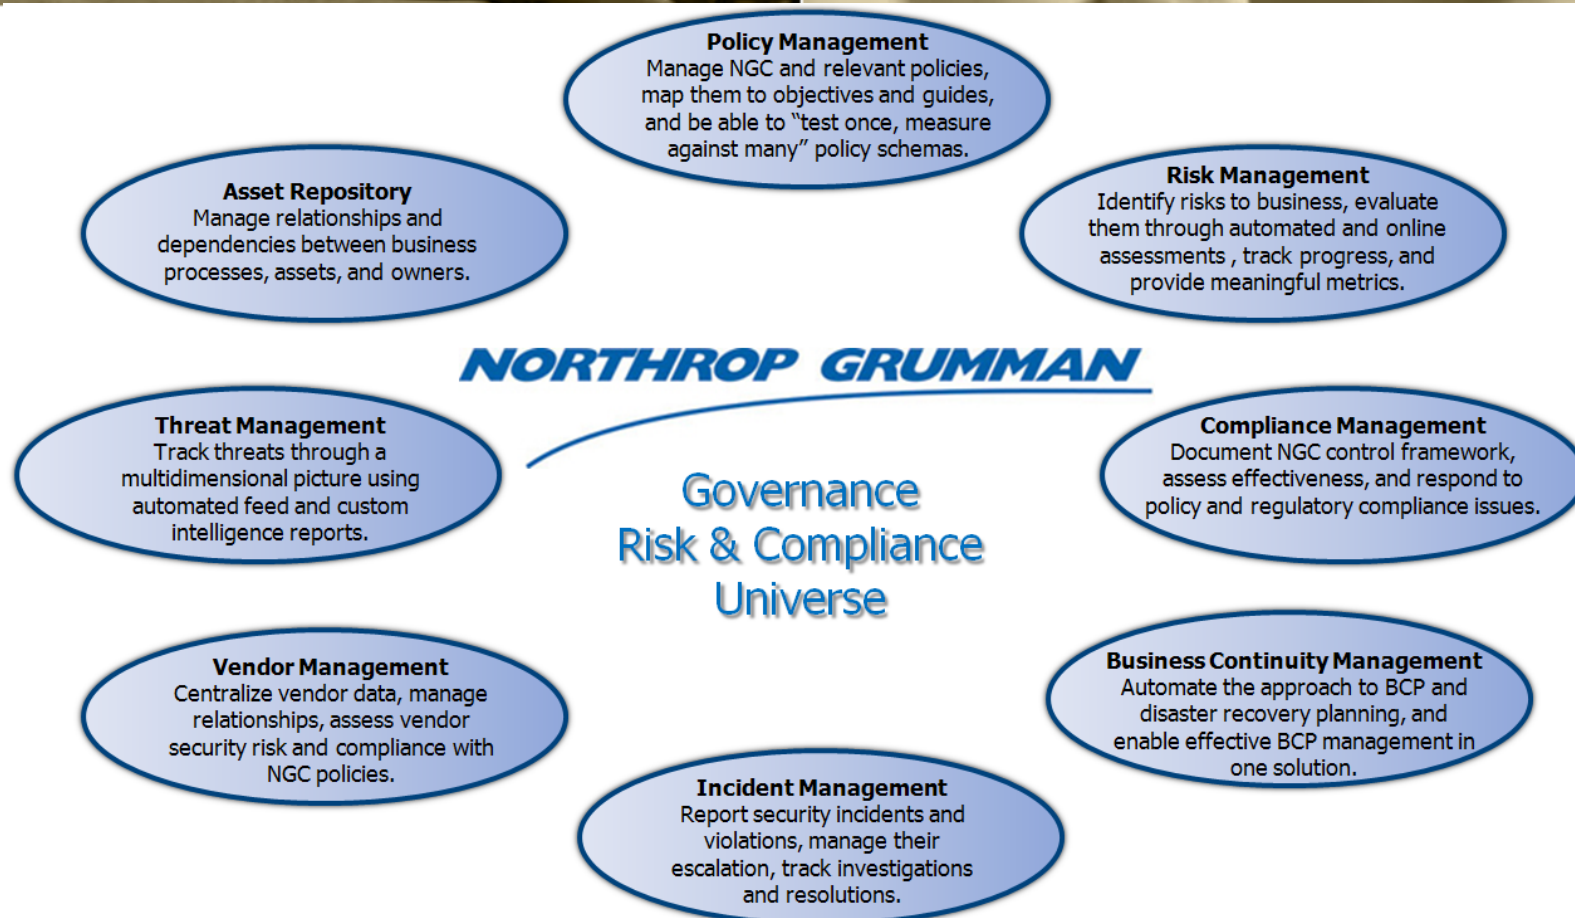 Policy Management
Manage NGC and relevant policies,
map them to objectives and guides,
and be able to “test once, measure
against many” policy schemas.
Asset Repository
Manage relationships and
dependencies between business
processes, assets, and owners.
Risk Management
Identify risks to business, evaluate
them through automated and online
assessments , track progress, and
provide meaningful metrics.
NORTHROP GRUMMAN
Threat Management
Track threats through a
multidimensional picture using
automated feed and custom
intelligence reports.
Governance
Risk & Compliance
Universe
Compliance Management
Document NGC control framework,
assess effectiveness, and respond to
policy and regulatory compliance issues.
Vendor Management
Centralize vendor data, manage
relationships, assess vendor
security risk and compliance with
NGC policies.
Business Continuity Management
Automate the approach to BCP and
disaster recovery planning, and
enable effective BCP management in
one solution.
Incident Management
Report security incidents and
violations, manage their
escalation, track investigations
and resolutions.